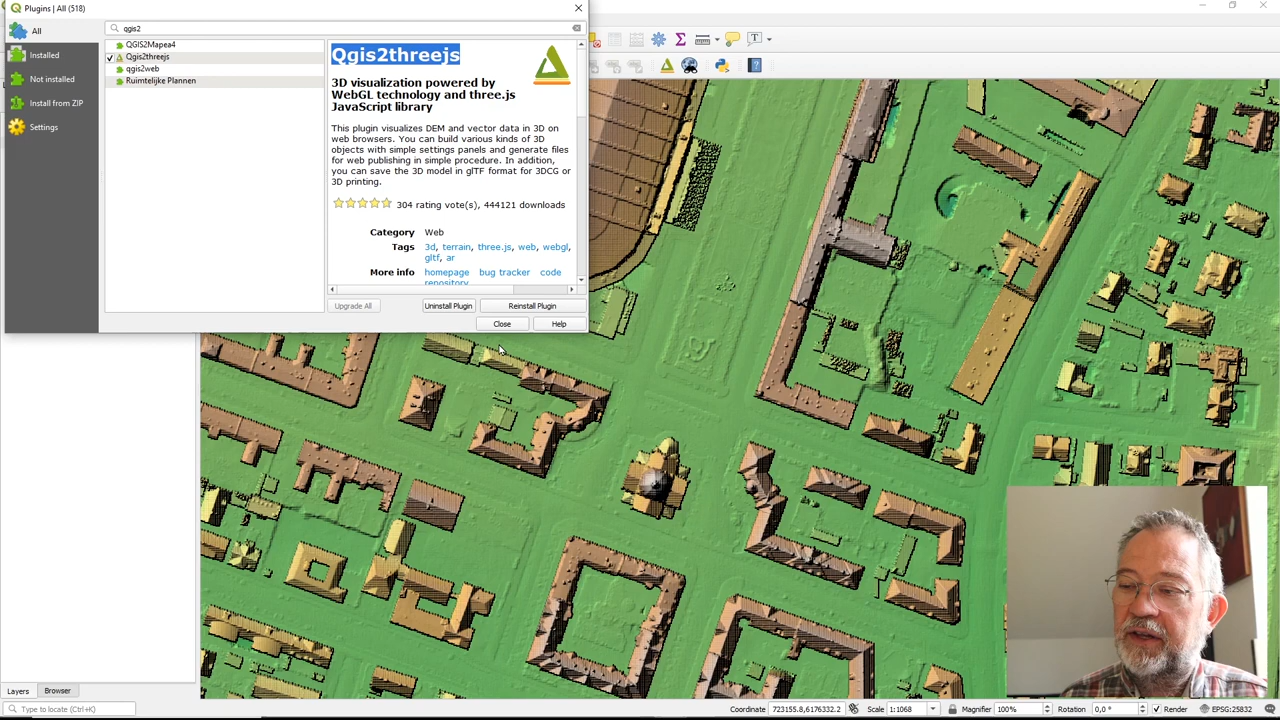 Plugins | All (518)
All
qgis2
Installed
Not installed
Install from ZIP
Settings
QGIS2Mapea4
Qgis2threejs
qgis2web
Ruimtelijke Plannen
Qgis2threejs
3D visualization powered by
WebGL technology and three.js
JavaScript library
This plugin visualizes DEM and vector data in 3D on
web browsers. You can build various kinds of 3D
objects with simple settings panels and generate files
for web publishing in simple procedure. In addition,
you can save the 3D model in glTF format for 3DCG or
3D printing.
304 rating vote(s), 444121 downloads
Category Web
Tags 3d, terrain, three.js, web, webgl,
gltf, ar
More info homepage bug tracker code
repository
Upgrade All Uninstall Plugin Reinstall Plugin
Close Help
Layers Browser
Type to locate (Ctrl+K) Coordinate 723155.8,6176332.2 Scale 1:1068 Magnifier 100% Rotation 0,0 ° Render EPSG:25832